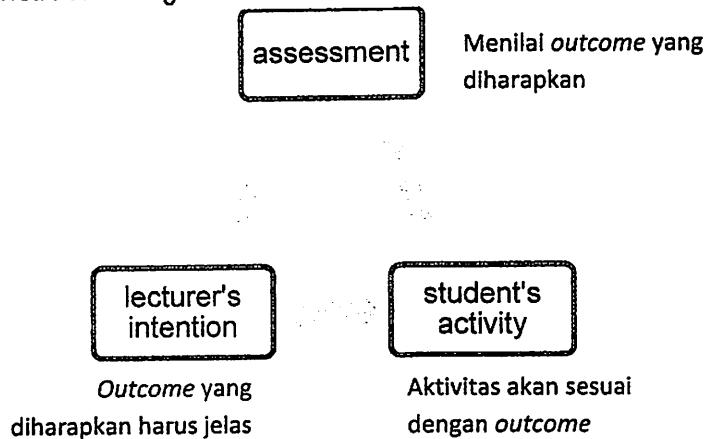 assessment
Menilai outcome yang
diharapkan
lecturer's
intention
student's
activity
Outcome yang
diharapkan harus jelas
Aktivitas akan sesuai
dengan outcome